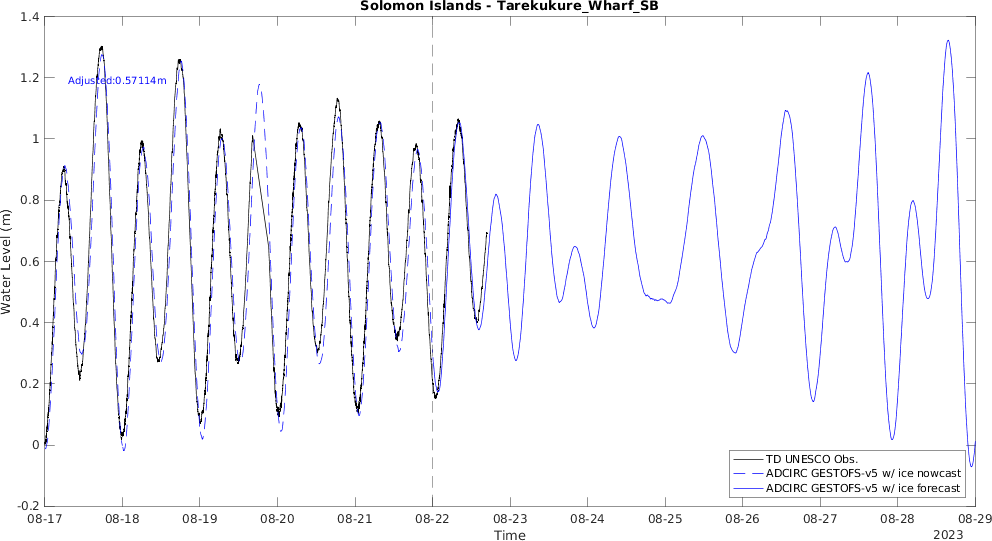 Solomon Islands - Tarekukure_Wharf_SB
1.4
1.2
1
0.8
0.6
0.4
0.2
0
-0.2
Water Level (m)
Adjusted:0.57114m
TD UNESCO Obs.
ADCIRC GESTOFS-v5 w/ ice nowcast
ADCIRC GESTOFS-v5 w/ ice forecast
08-17 08-18 08-19 08-20 08-21 08-22 08-23 08-24 08-25 08-26 08-27 08-28 08-29
Time
2023